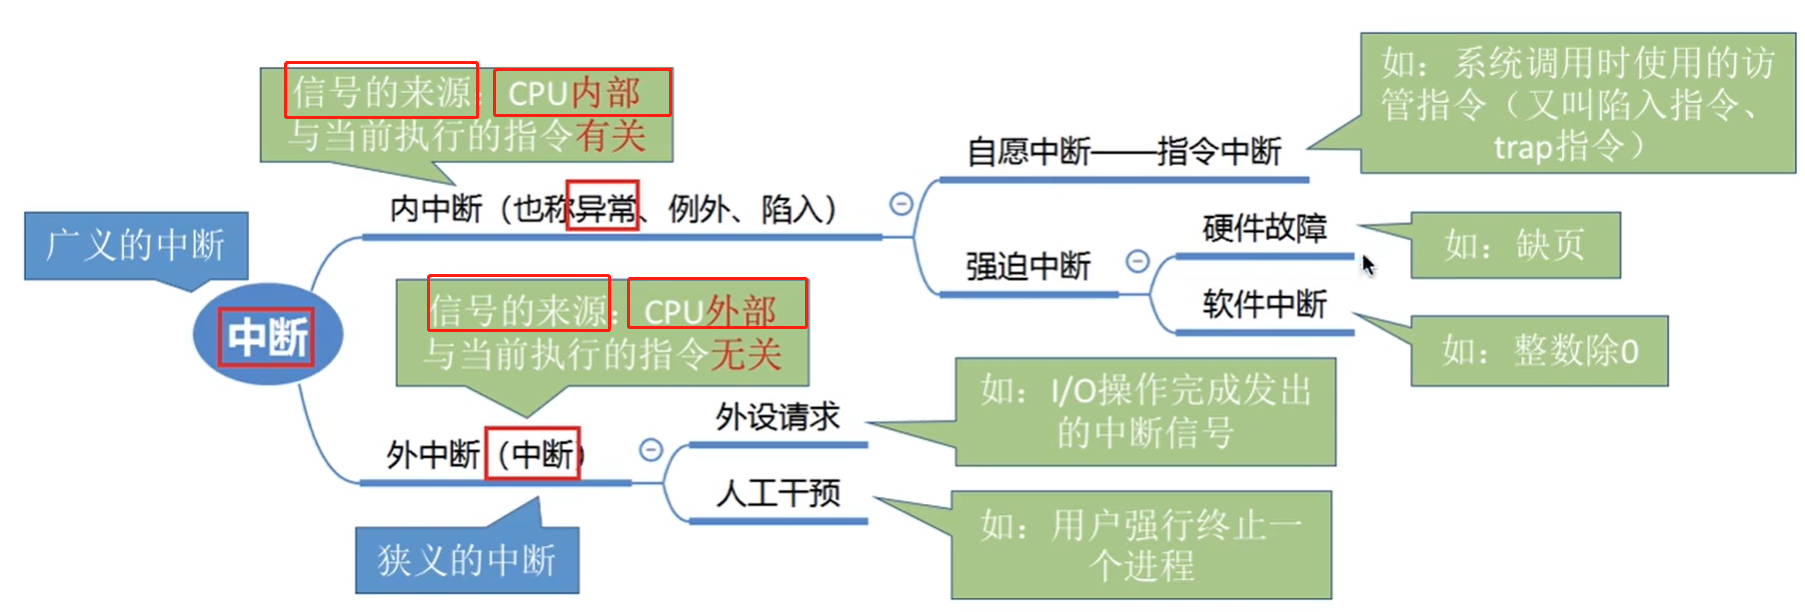 信号的来源：CPU内部
与当前执行的指令有关
如：系统调用时使用的访
管指令（又叫陷入指令、
trap指令）
自愿中断——指令中断
内中断（也称异常、例外、陷入）
广义的中断
硬件故障
如：缺页
强迫中断
信号的来源：CPU外部
与当前执行的指令无关
软件中断
如：整数除0
中断
如：I/O操作完成发出
的中断信号
外设请求
外中断（中断）
人工干预
如：用户强行终止一
个进程
狭义的中断